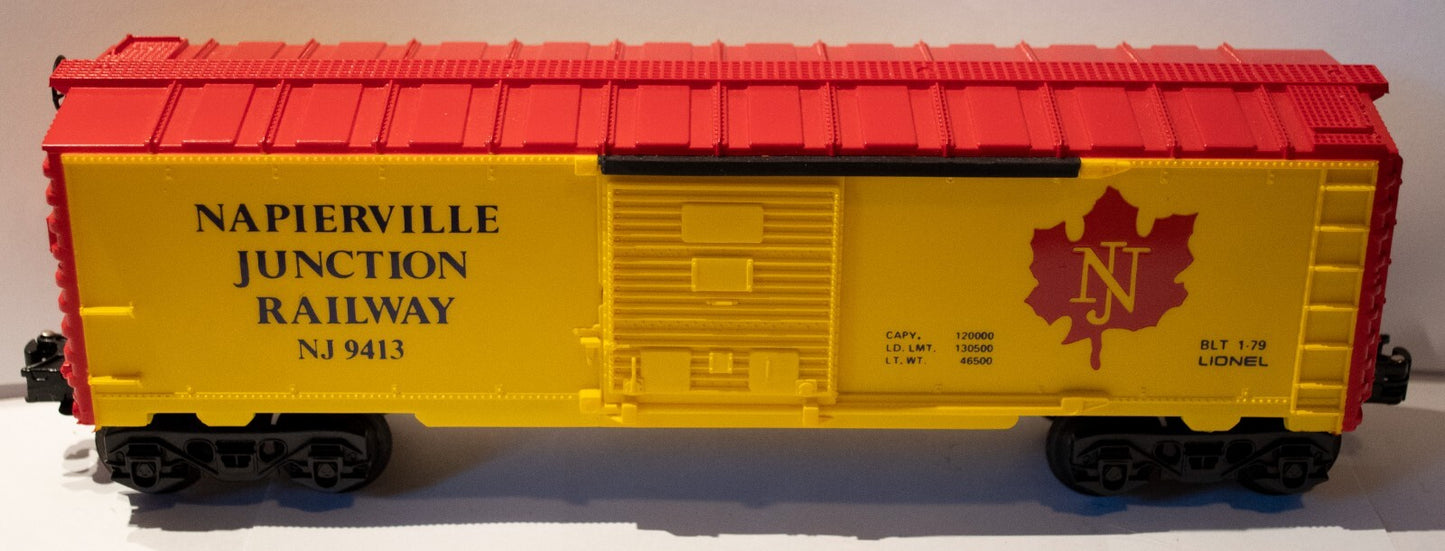 NAPIERVILLE
JUNCTION
RAILWAY
NJ 9413
NJ
CAPY. 120000
LD. LMT. 130500
LT. WT. 46500
BLT 1-79
LIONEL